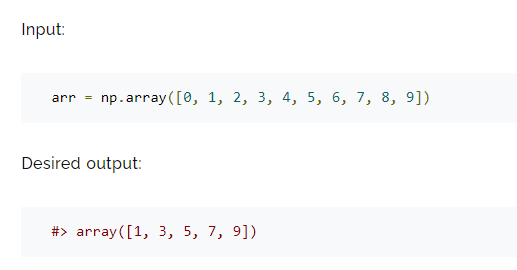 Input:
arr = np.array([0, 1, 2, 3, 4, 5, 6, 7, 8, 9])
Desired output:
#> array([1, 3, 5, 7, 9])